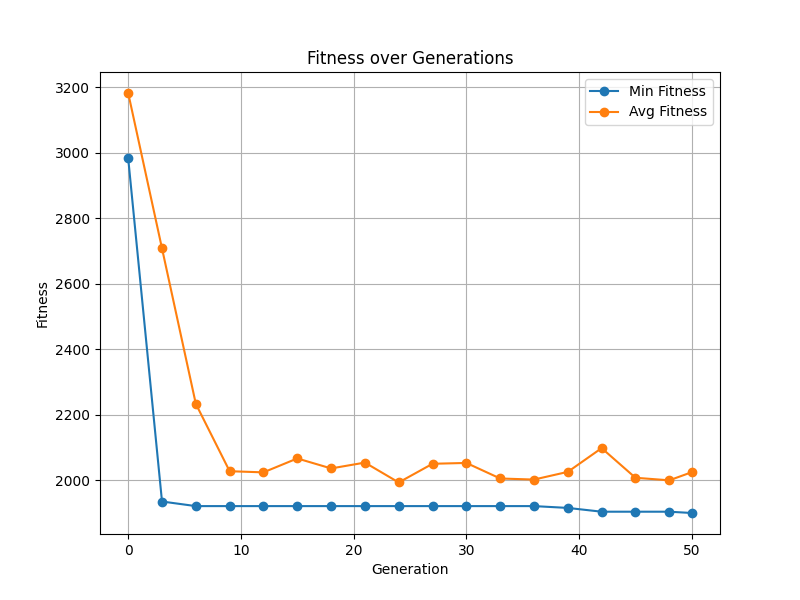 Fitness over Generations
Min Fitness
Avg Fitness
3200
3000
2800
2600
2400
2200
2000
Fitness
0 10 20 30 40 50
Generation